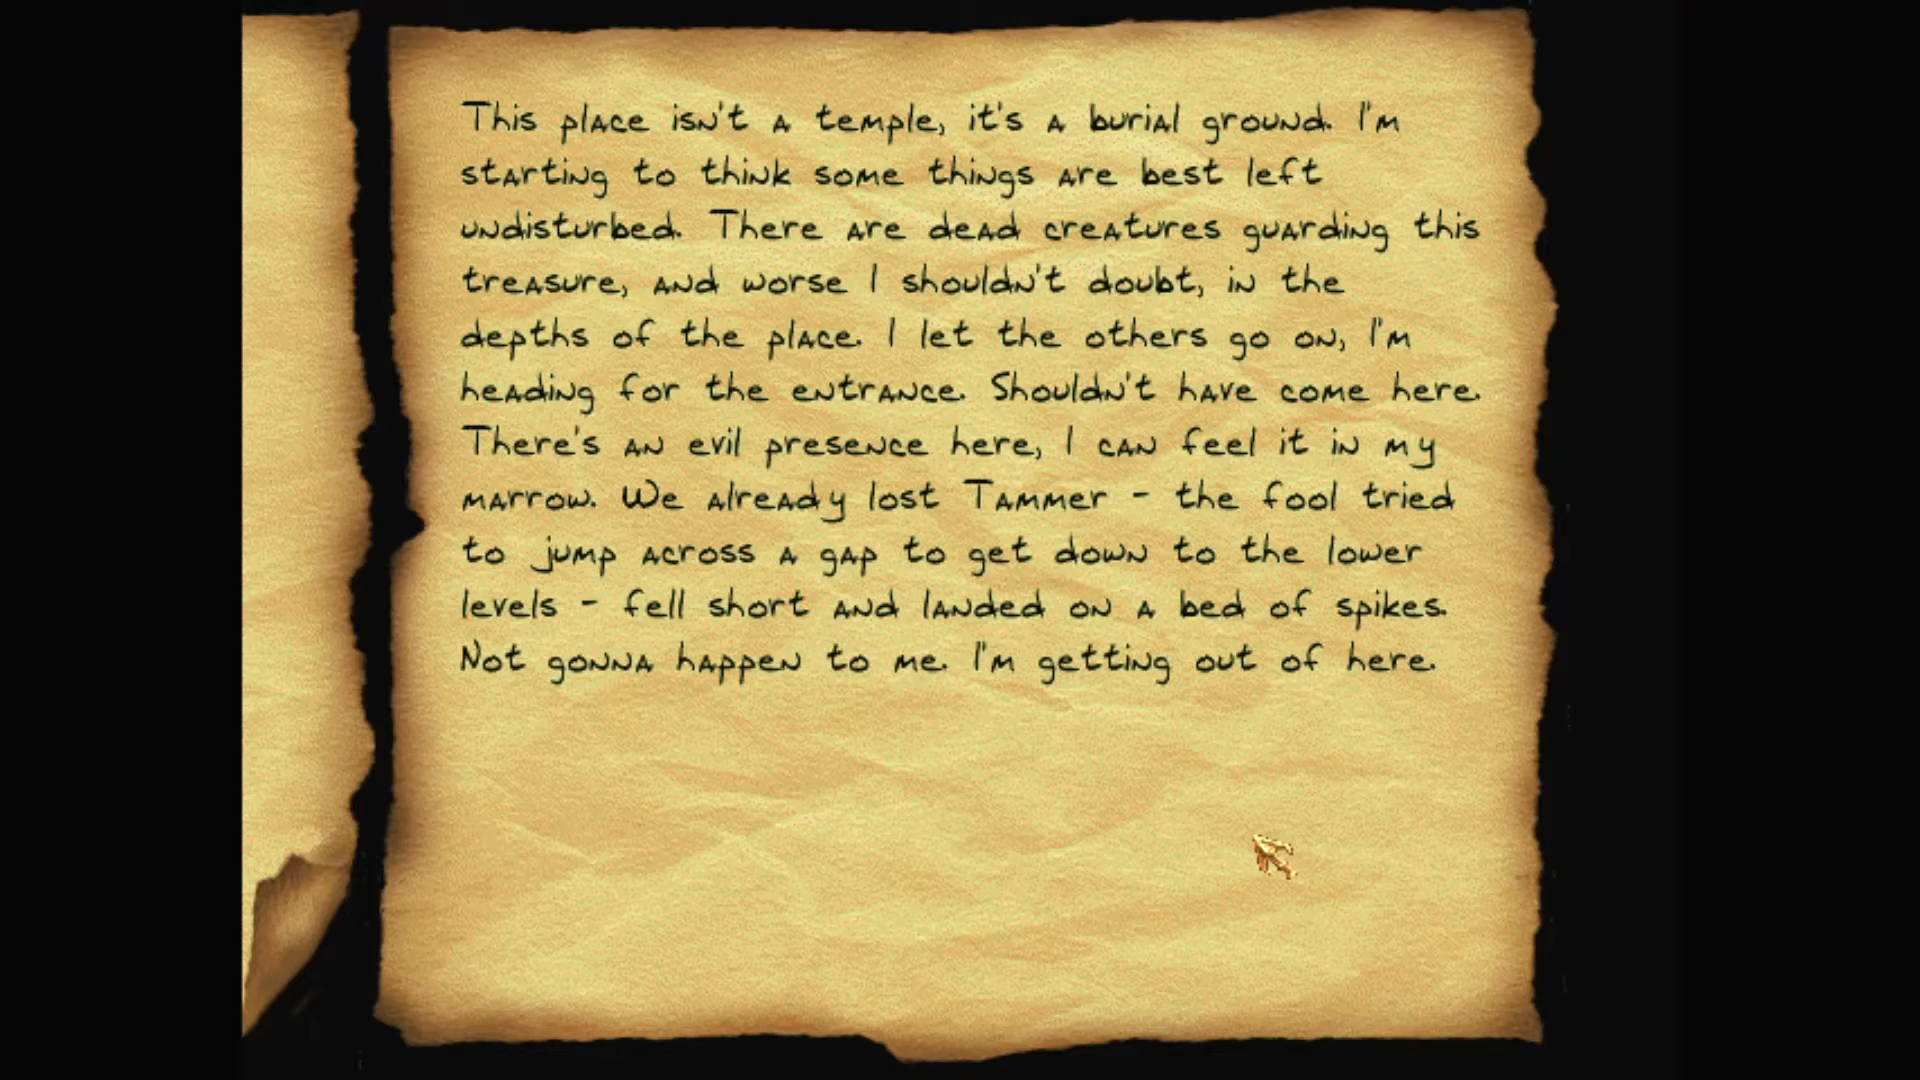 This place isn't a temple, it's a burial ground. I'm
starting to think some things are best left
undisturbed. There are dead creatures guarding this
treasure, and worse I shouldn't doubt, in the
depths of the place. I let the others go on, I'm
heading for the entrance. Shouldn't have come here.
There's an evil presence here, I can feel it in my
marrow. We already lost Tammer - the fool tried
to jump across a gap to get down to the lower
levels - fell short and landed on a bed of spikes.
Not gonna happen to me. I'm getting out of here.